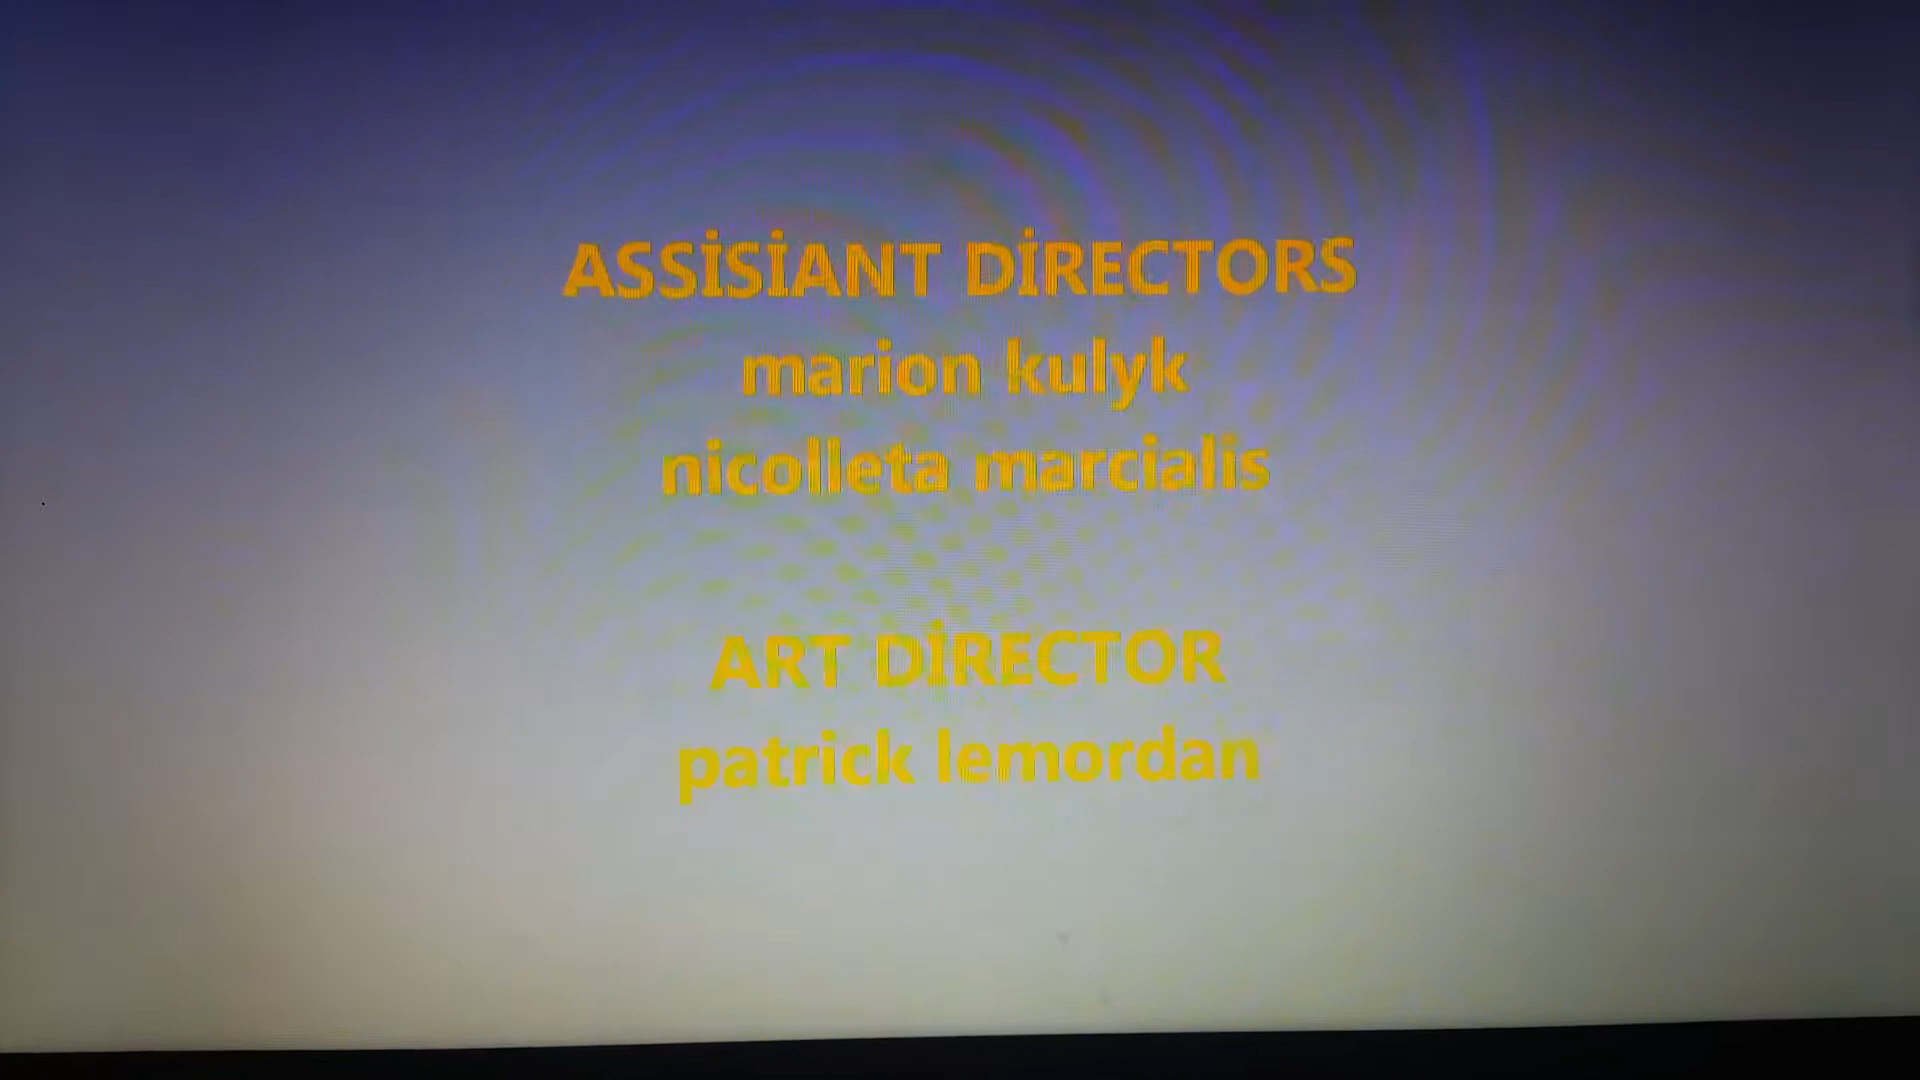 ASSİSİANT DİRECTORS
marion kulyk
nicolleta marcialis
ART DİRECTOR
patrick lemordan